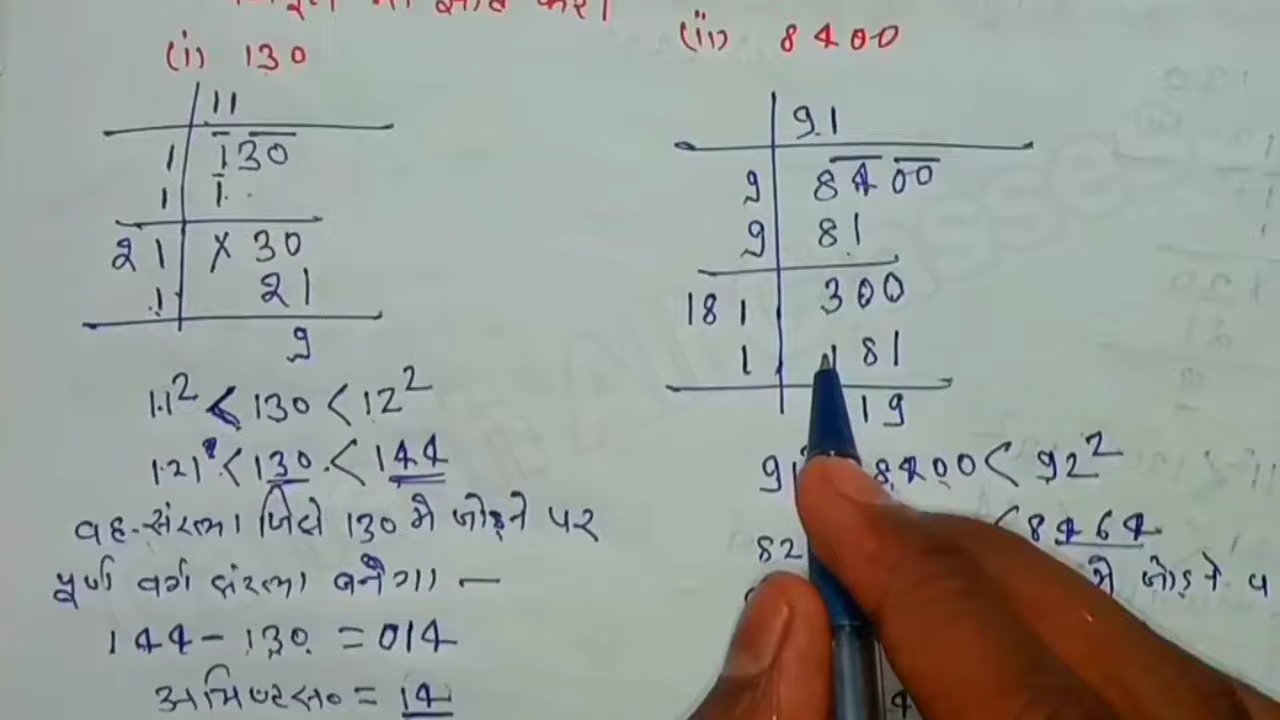 करें।
(i) 130
11
1 130
1 1
21 × 30
1 21
9
11² < 130 < 12²
121 < 130 < 144
वह संख्या जिसे 130 में जोड़ने पर
पूर्ण वर्ग संख्या बनेगा —
144 - 130 = 014
अभिष्ट सं० = 14
(ii) 8400
91
9 8400
9 81
181 300
1 181
19
91 8400 < 92²
82 < 8464
में जोड़ने प